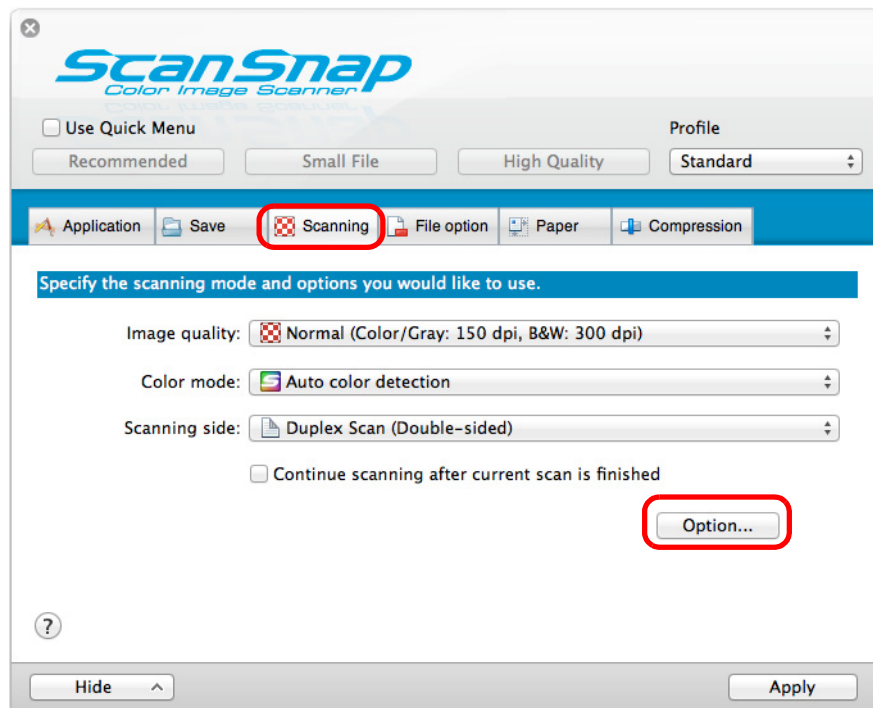 ScanSnap
Color Image Scanner
Use Quick Menu
Profile
Recommended
Small File
High Quality
Standard
Application
Save
Scanning
File option
Paper
Compression
Specify the scanning mode and options you would like to use.
Image quality: Normal (Color/Gray: 150 dpi, B&W: 300 dpi)
Color mode: Auto color detection
Scanning side: Duplex Scan (Double-sided)
Continue scanning after current scan is finished
Option...
?
Hide
Apply